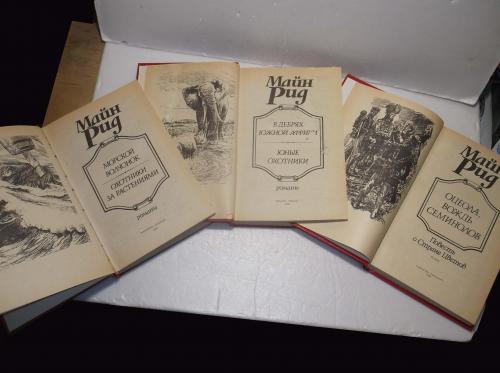 Майн
Рид
МОРСКОЙ
ВОЛЧОНОК
ОХОТНИКИ
ЗА РАСТЕНИЯМИ
романы
Майн
Рид
В ДЕБРЯХ
ЮЖНОЙ АФРИКИ
ЮНЫЕ
ОХОТНИКИ
романы
Майн
Рид
ОЦЕОЛА,
ВОЖДЬ
СЕМИНОЛОВ
Повесть
о Стране Цветов